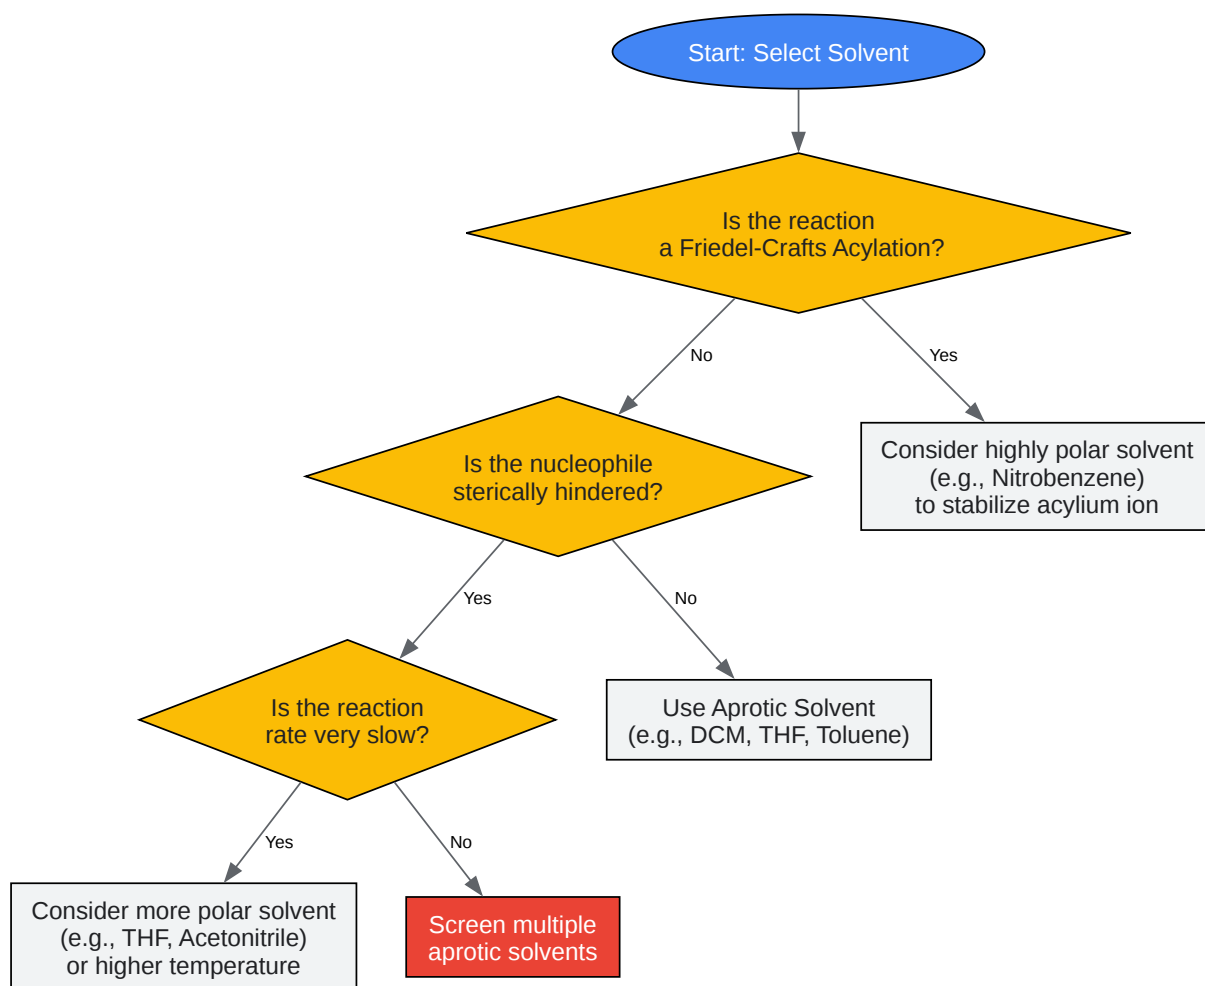 Start: Select Solvent
Is the reaction
a Friedel-Crafts Acylation?
No
Yes
Is the nucleophile
sterically hindered?
Consider highly polar solvent
(e.g., Nitrobenzene)
to stabilize acylium ion
Yes
No
Is the reaction
rate very slow?
Use Aprotic Solvent
(e.g., DCM, THF, Toluene)
Yes
No
Consider more polar solvent
(e.g., THF, Acetonitrile)
or higher temperature
Screen multiple
aprotic solvents